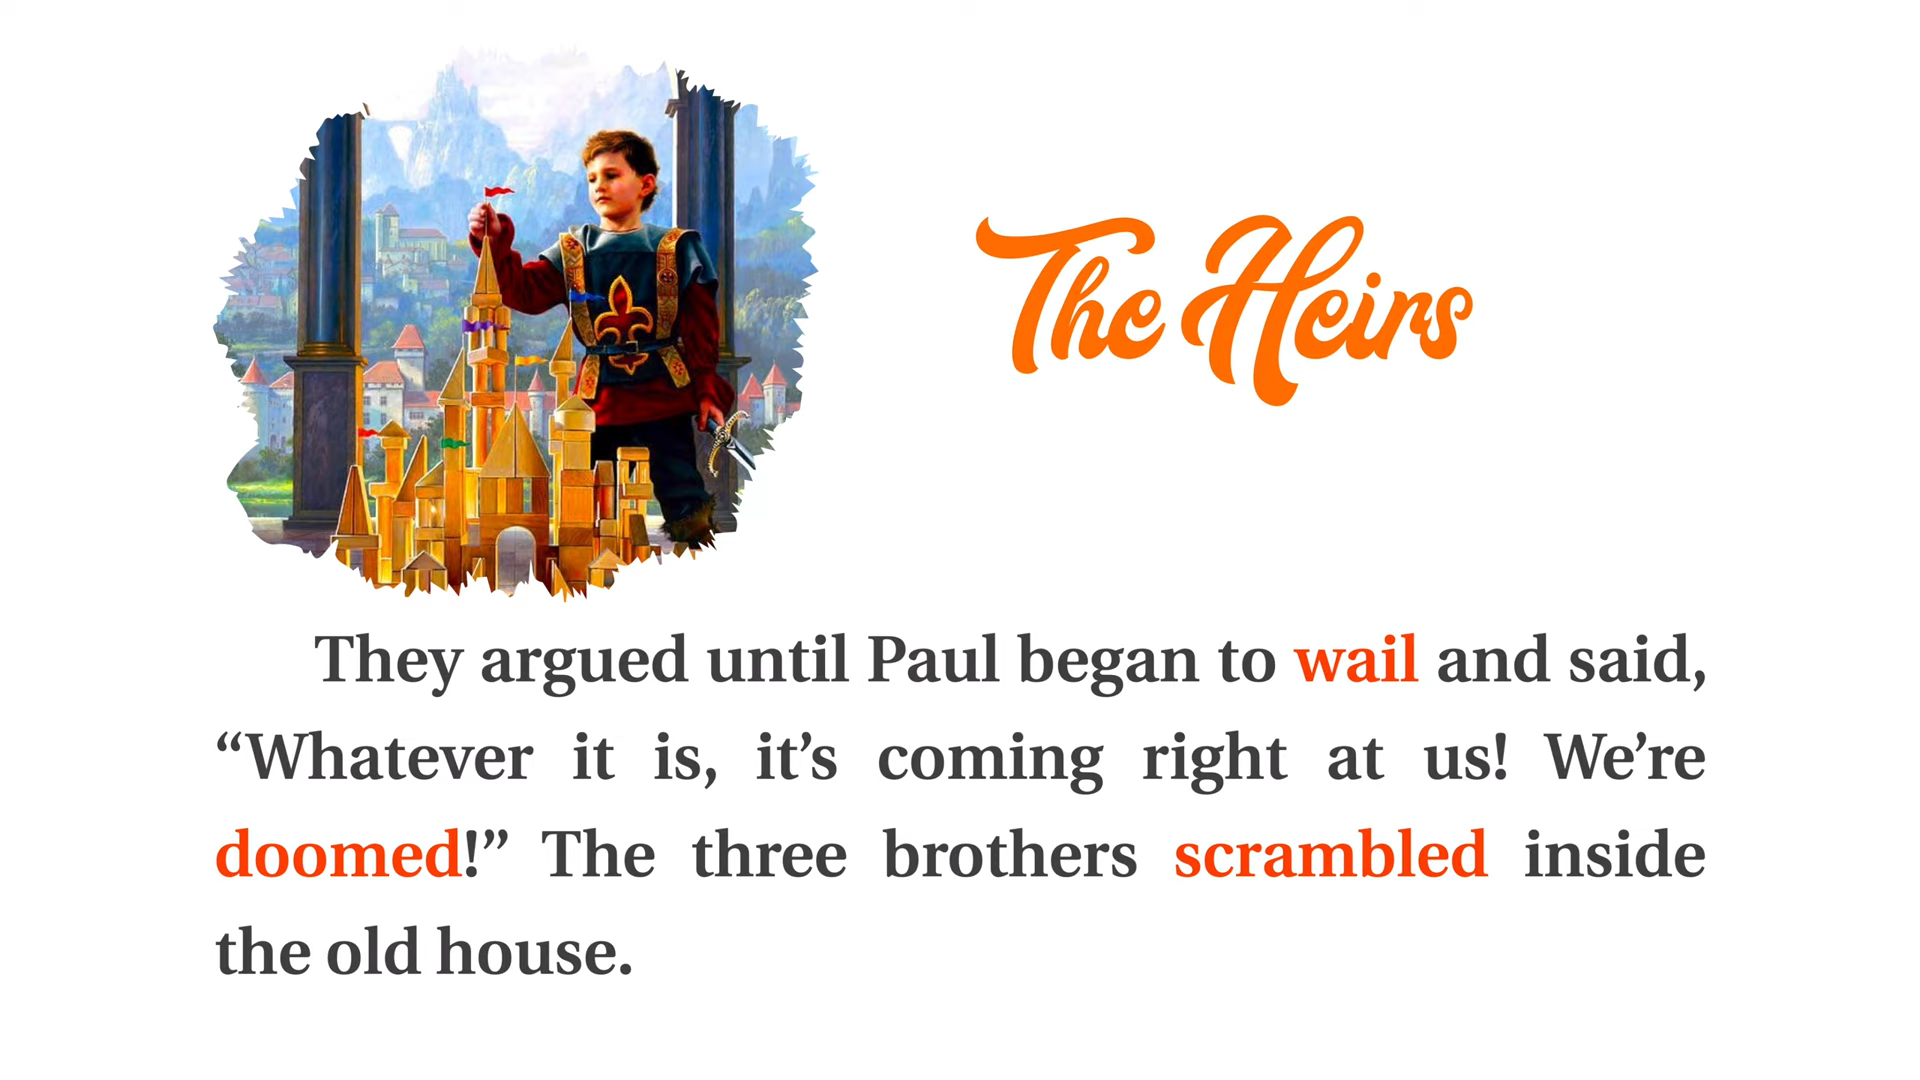 The Heirs
They argued until Paul began to wail and said,
“Whatever it is, it’s coming right at us! We’re
doomed!” The three brothers scrambled inside
the old house.